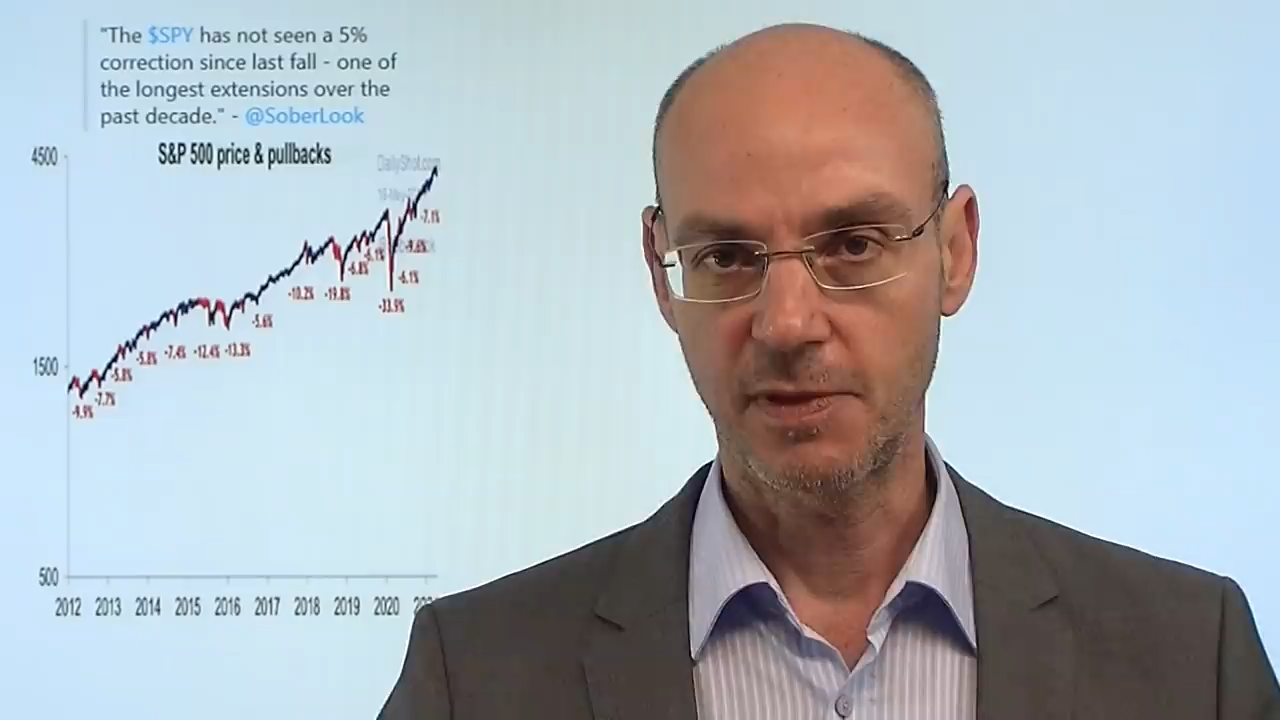 "The $SPY has not seen a 5%
correction since last fall - one of
the longest extensions over the
past decade." - @SoberLook
S&P 500 price & pullbacks
4500
DailyShot.com
-7.1%
-9.6%
-6.1%
-6.8%
-6.1%
-10.2%
-19.8%
-33.9%
-5.6%
1500
-5.8%
-7.4%
-12.4%
-13.3%
-5.8%
-7.7%
-9.9%
500
2012 2013 2014 2015 2016 2017 2018 2019 2020